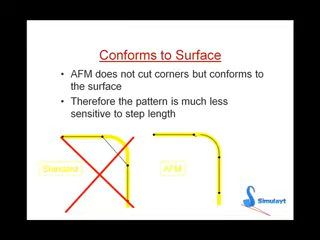 Conforms to Surface
• AFM does not cut corners but conforms to
the surface
• Therefore the pattern is much less
sensitive to step length
Standard
AFM
Simulayt